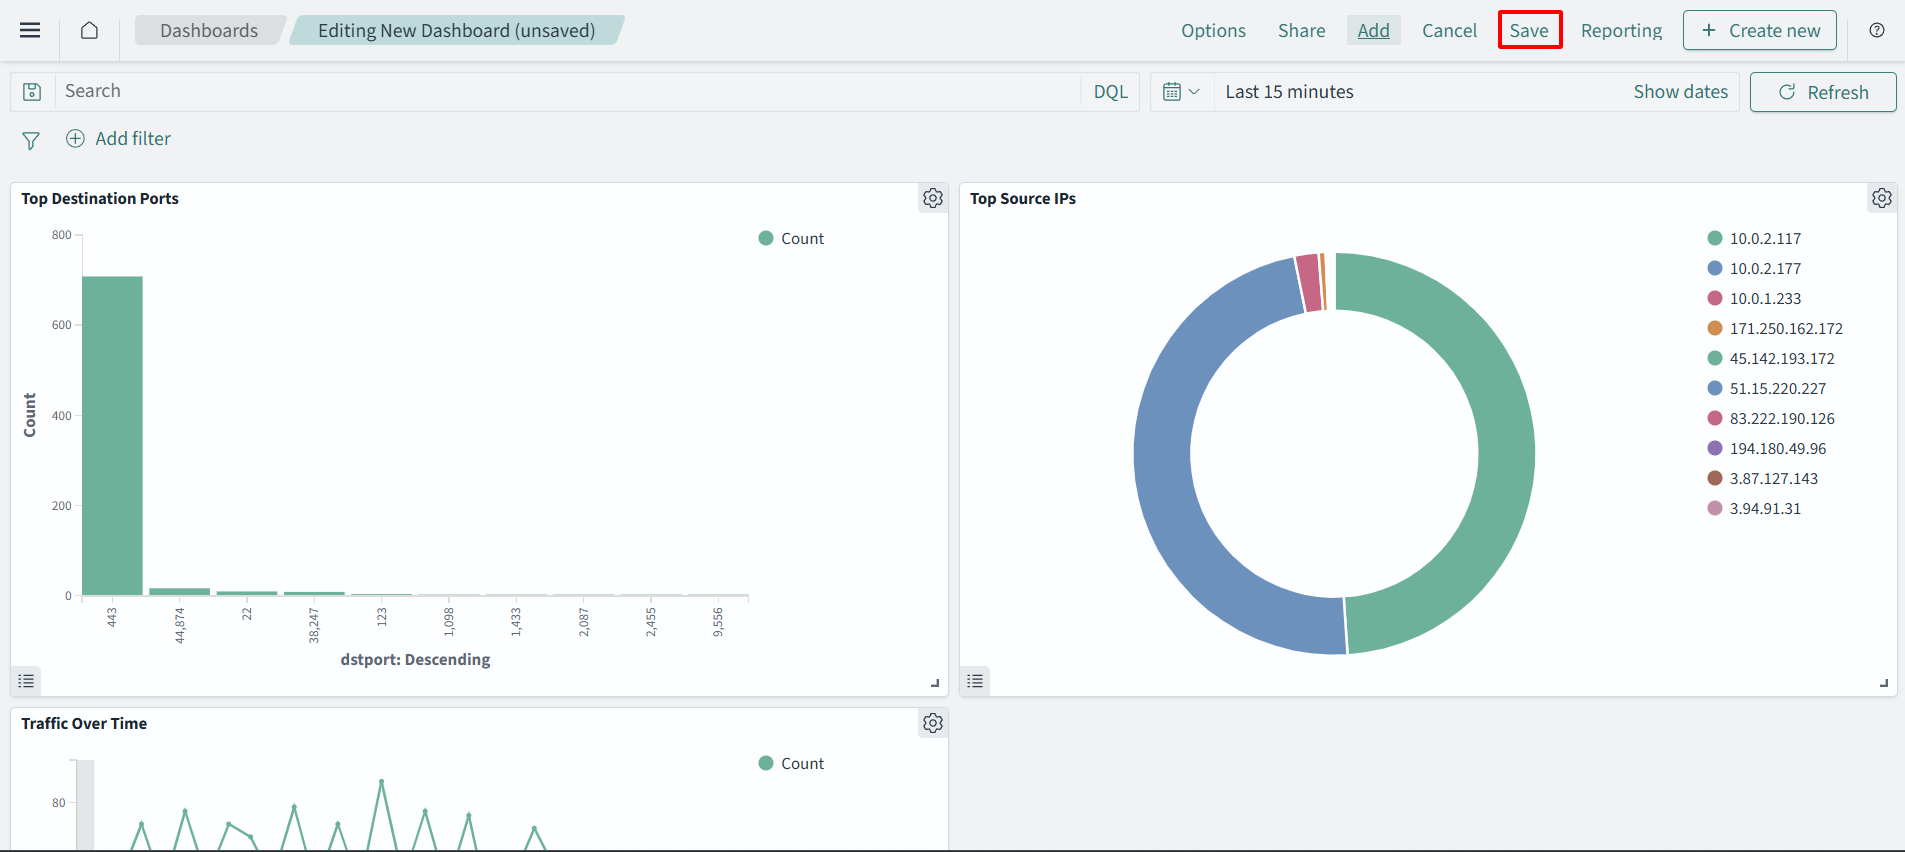 Dashboards
Editing New Dashboard (unsaved)
Options
Share
Add
Cancel
Save
Reporting
Create new
Search
DQL
Last 15 minutes
Show dates
Refresh
Add filter
Top Destination Ports
800
600
400
200
0
Count
443
44,874
22
38,247
123
1,098
1,433
2,087
2,455
9,556
dstport: Descending
Count
Top Source IPs
10.0.2.117
10.0.2.177
10.0.1.233
171.250.162.172
45.142.193.172
51.15.220.227
83.222.190.126
194.180.49.96
3.87.127.143
3.94.91.31
Traffic Over Time
80
Count